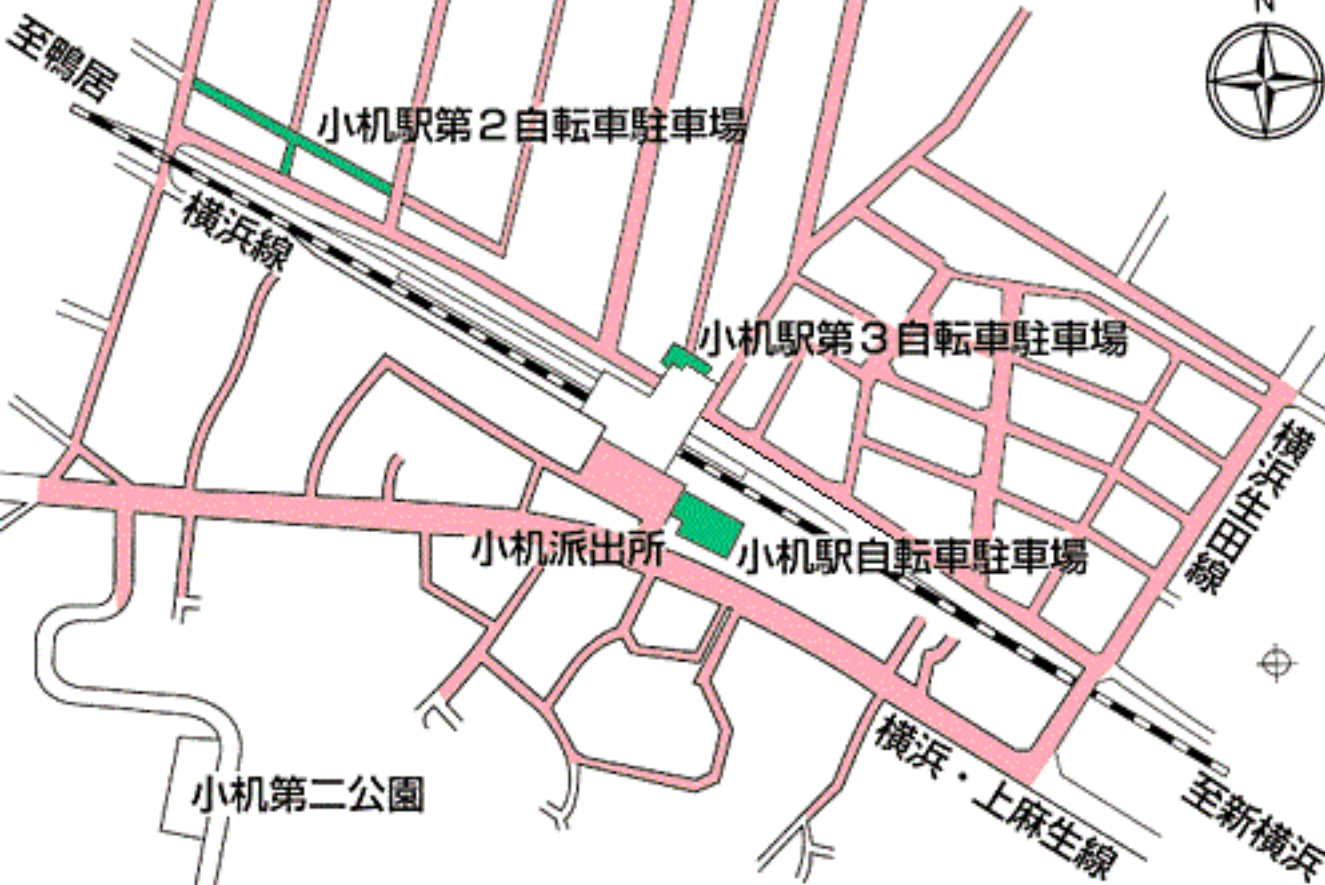 N
至鴨居
小机駅第２自転車駐車場
横浜線
小机駅第３自転車駐車場
横浜生田線
小机派出所
小机駅自転車駐車場
横浜・上麻生線
小机第二公園
至新横浜